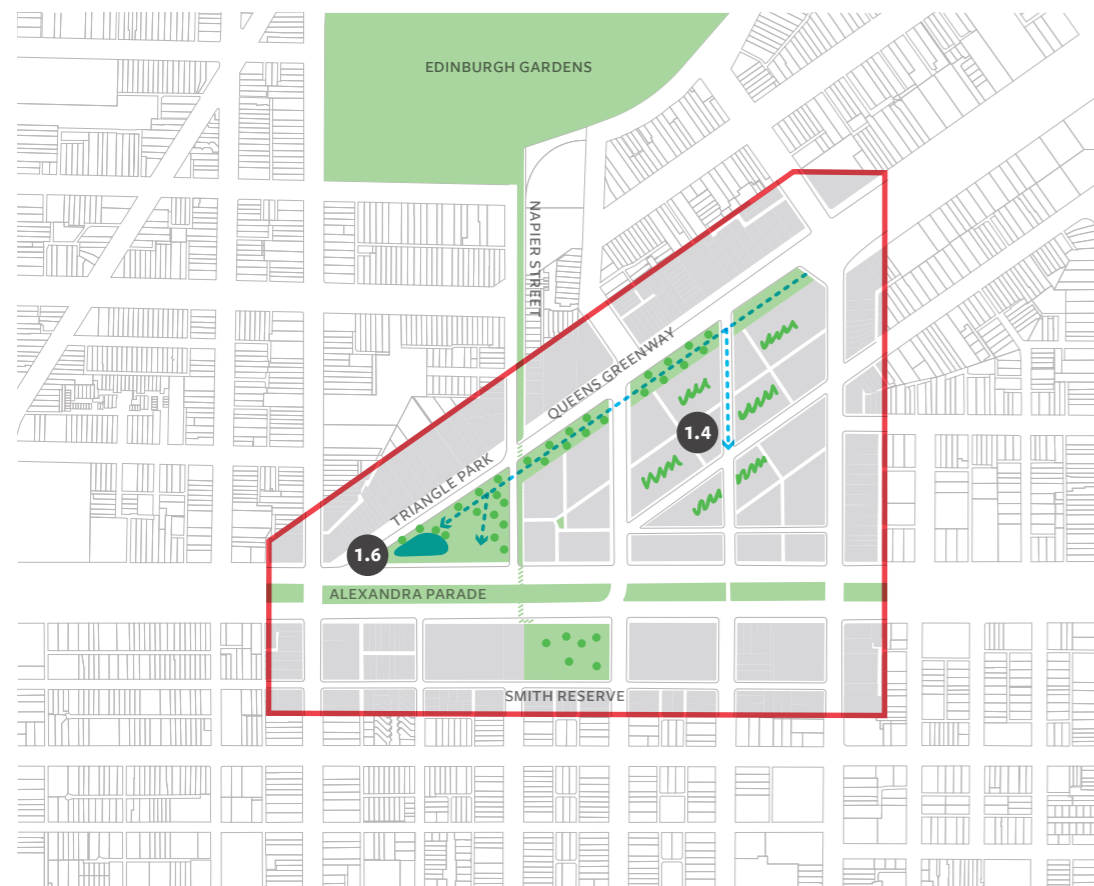 EDINBURGH GARDENS
NAPIER STREET
QUEENS GREENWAY
1.4
TRIANGLE PARK
1.6
ALEXANDRA PARADE
SMITH RESERVE